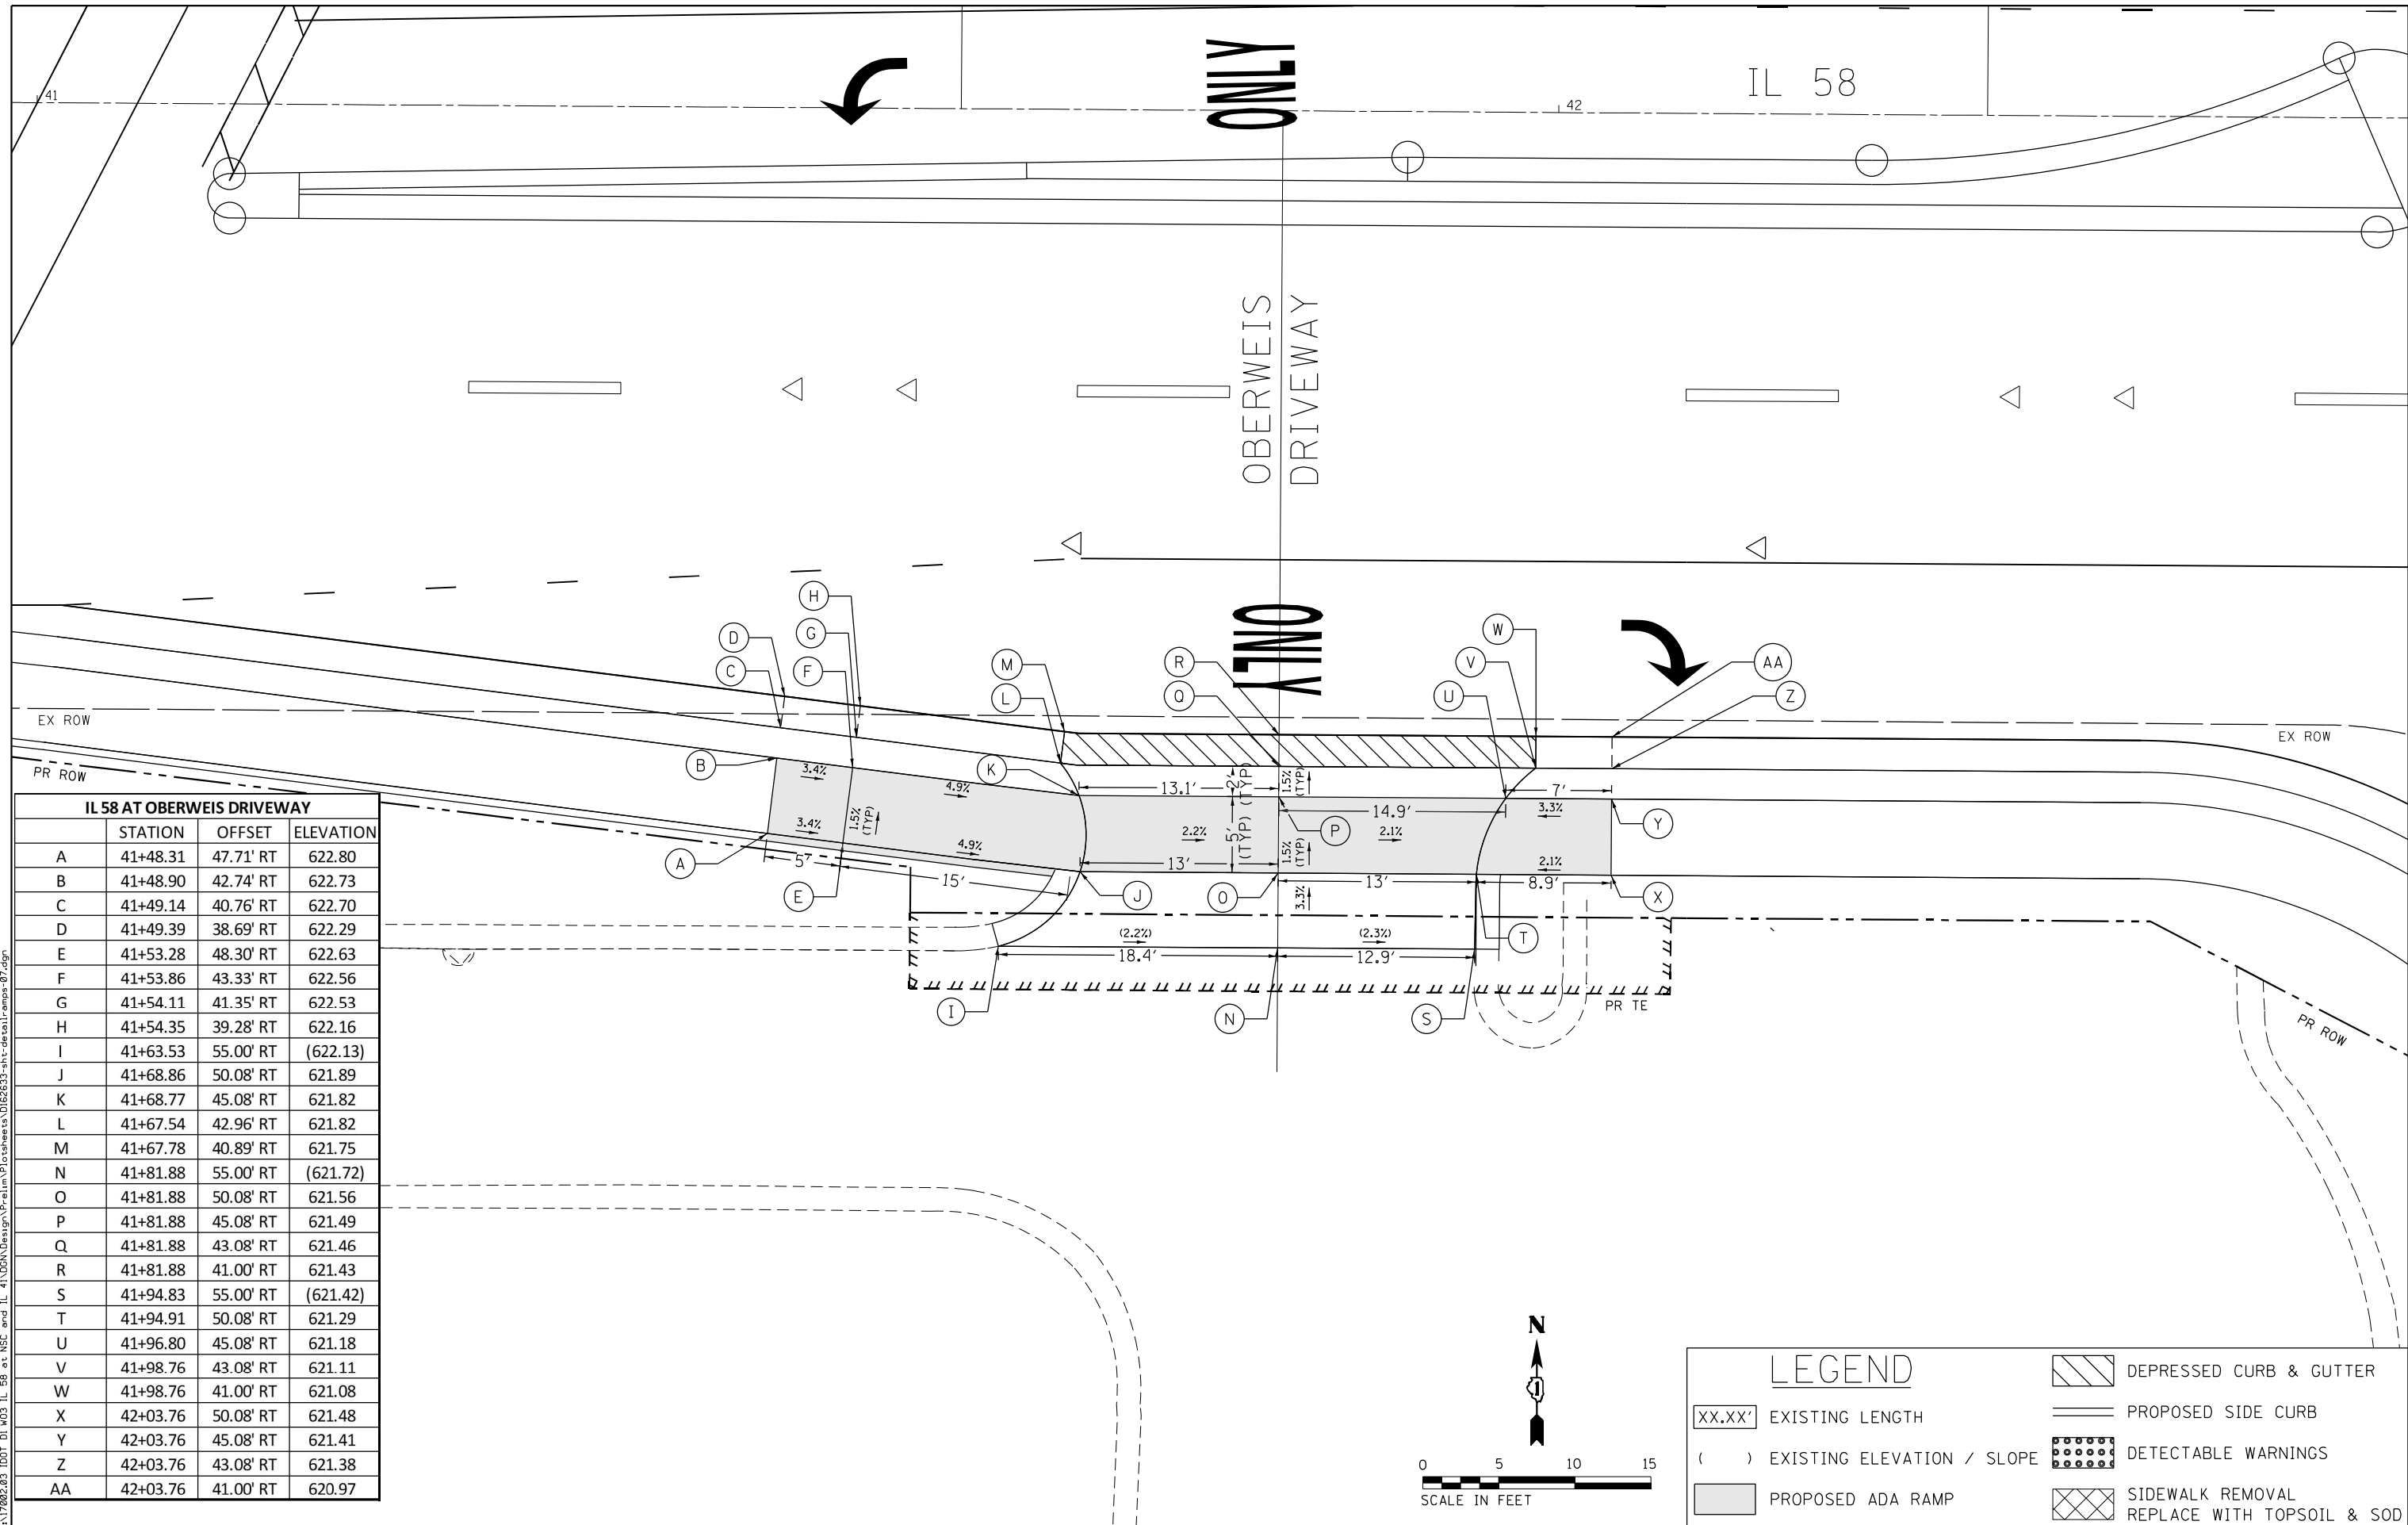 41
42
IL 58
ONLY
OBERWEIS
DRIVEWAY
ONLY
H
D
G
C
F
M
L
R
Q
W
V
U
AA
Z
EX ROW
EX ROW
PR ROW
B
K
3.4%
4.9%
13.1'
2'
(TYP)
1.5%
(TYP)
7'
14.9'
3.3%
3.4%
1.5%
(TYP)
4.9%
2.2%
5'
(TYP)
1.5%
(TYP)
P
2.1%
Y
A
5'
15'
13'
13'
2.1%
8.9'
E
J
O
3.3%
X
(2.2%)
(2.3%)
T
18.4'
12.9'
I
N
S
PR TE
PR ROW
IL 58 AT OBERWEIS DRIVEWAY
STATION OFFSET ELEVATION
A 41+48.31 47.71' RT 622.80
B 41+48.90 42.74' RT 622.73
C 41+49.14 40.76' RT 622.70
D 41+49.39 38.69' RT 622.29
E 41+53.28 48.30' RT 622.63
F 41+53.86 43.33' RT 622.56
G 41+54.11 41.35' RT 622.53
H 41+54.35 39.28' RT 622.16
I 41+63.53 55.00' RT (622.13)
J 41+68.86 50.08' RT 621.89
K 41+68.77 45.08' RT 621.82
L 41+67.54 42.96' RT 621.82
M 41+67.78 40.89' RT 621.75
N 41+81.88 55.00' RT (621.72)
O 41+81.88 50.08' RT 621.56
P 41+81.88 45.08' RT 621.49
Q 41+81.88 43.08' RT 621.46
R 41+81.88 41.00' RT 621.43
S 41+94.83 55.00' RT (621.42)
T 41+94.91 50.08' RT 621.29
U 41+96.80 45.08' RT 621.18
V 41+98.76 43.08' RT 621.11
W 41+98.76 41.00' RT 621.08
X 42+03.76 50.08' RT 621.48
Y 42+03.76 45.08' RT 621.41
Z 42+03.76 43.08' RT 621.38
AA 42+03.76 41.00' RT 620.97
N
1
0 5 10 15
SCALE IN FEET
LEGEND
XX.XX' EXISTING LENGTH
( ) EXISTING ELEVATION / SLOPE
PROPOSED ADA RAMP
DEPRESSED CURB & GUTTER
PROPOSED SIDE CURB
DETECTABLE WARNINGS
SIDEWALK REMOVAL
REPLACE WITH TOPSOIL & SOD